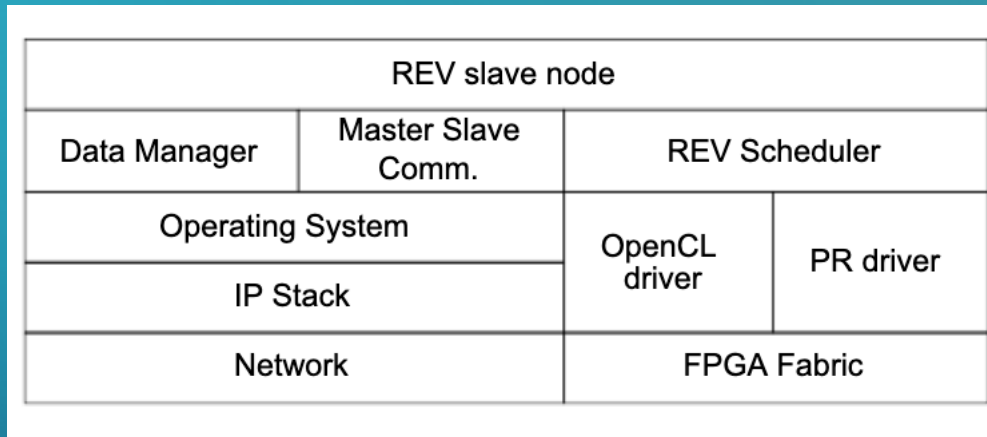 REV slave node
Data Manager
Master Slave
Comm.
REV Scheduler
Operating System
OpenCL
driver
PR driver
IP Stack
Network
FPGA Fabric